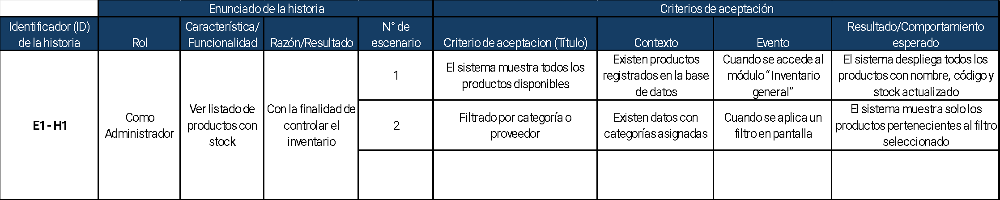 Enunciado de la historia
Criterios de aceptación
Identificador (ID)
de la historia
Rol
Característica/
Funcionalidad
Razón/Resultado
N° de
escenario
Criterio de aceptacion (Título)
Contexto
Evento
Resultado/Comportamiento
esperado
E1 - H1
Como
Administrador
Ver listado de
productos con
stock
Con la finalidad de
controlar el
inventario
1
El sistema muestra todos los
productos disponibles
Existen productos
registrados en la base
de datos
Cuando se accede al
módulo “Inventario
general”
El sistema despliega todos los
productos con nombre, código y
stock actualizado
2
Filtrado por categoría o
proveedor
Existen datos con
categorías asignadas
Cuando se aplica un
filtro en pantalla
El sistema muestra solo los
productos pertenecientes al filtro
seleccionado